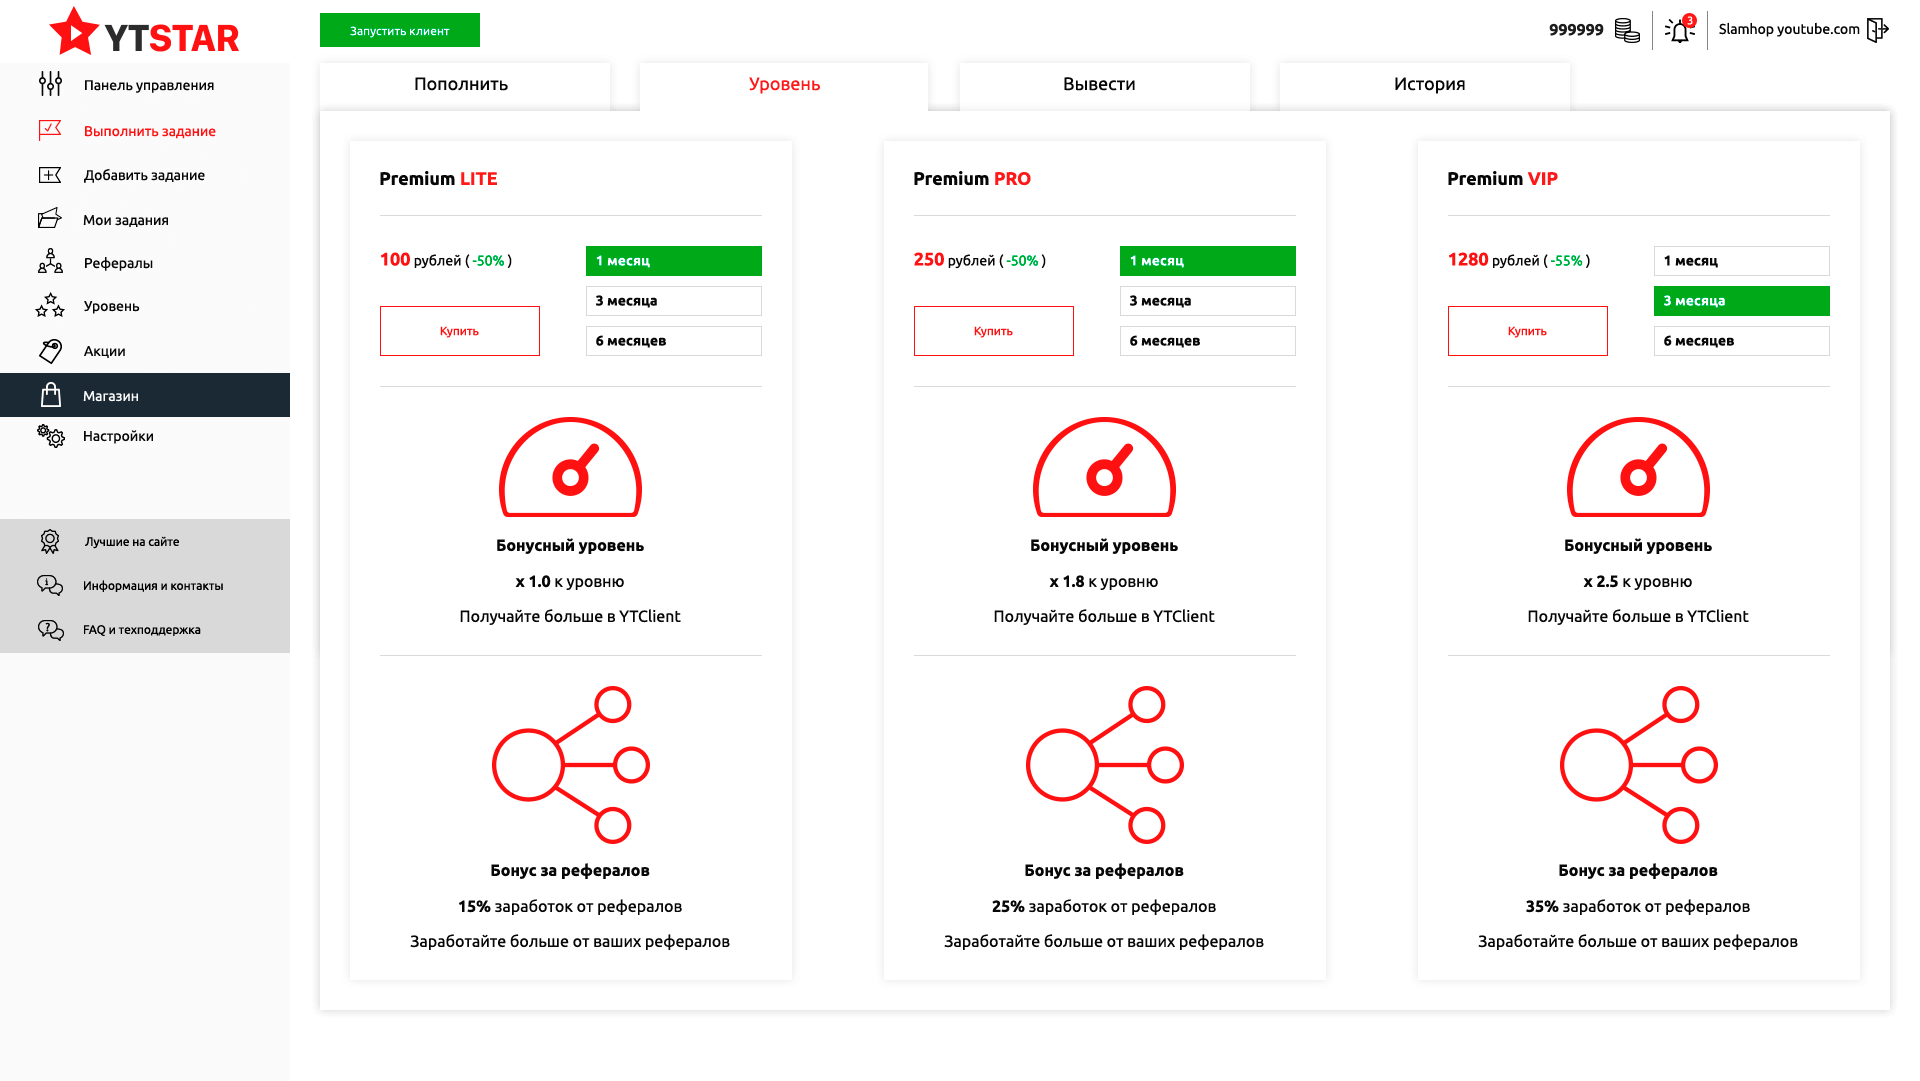 YTSTAR
Запустить клиент
999999
3
Slamhop youtube.com
Панель управления
Выполнить задание
Добавить задание
Мои задания
Рефералы
Уровень
Акции
Магазин
Настройки
Лучшие на сайте
Информация и контакты
FAQ и техподдержка
Пополнить
Уровень
Вывести
История
Premium LITE
100 рублей ( -50% )
1 месяц
3 месяца
6 месяцев
Купить
Бонусный уровень
x 1.0 к уровню
Получайте больше в YTClient
Бонус за рефералов
15% заработок от рефералов
Заработайте больше от ваших рефералов
Premium PRO
250 рублей ( -50% )
1 месяц
3 месяца
6 месяцев
Купить
Бонусный уровень
x 1.8 к уровню
Получайте больше в YTClient
Бонус за рефералов
25% заработок от рефералов
Заработайте больше от ваших рефералов
Premium VIP
1280 рублей ( -55% )
1 месяц
3 месяца
6 месяцев
Купить
Бонусный уровень
x 2.5 к уровню
Получайте больше в YTClient
Бонус за рефералов
35% заработок от рефералов
Заработайте больше от ваших рефералов